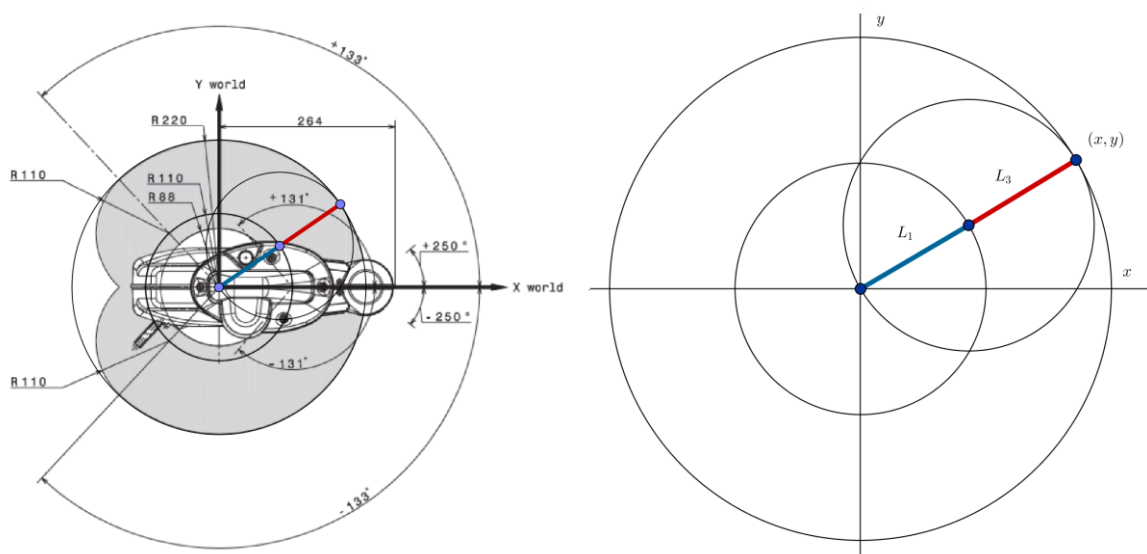 +133°
Y world
R220
264
R110
R110
R88
+131°
+250°
X world
-250°
-131°
R110
-133°
y
(x, y)
L₃
L₁
x